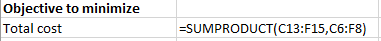 Objective to minimize
Total cost =SUMPRODUCT(C13:F15,C6:F8)